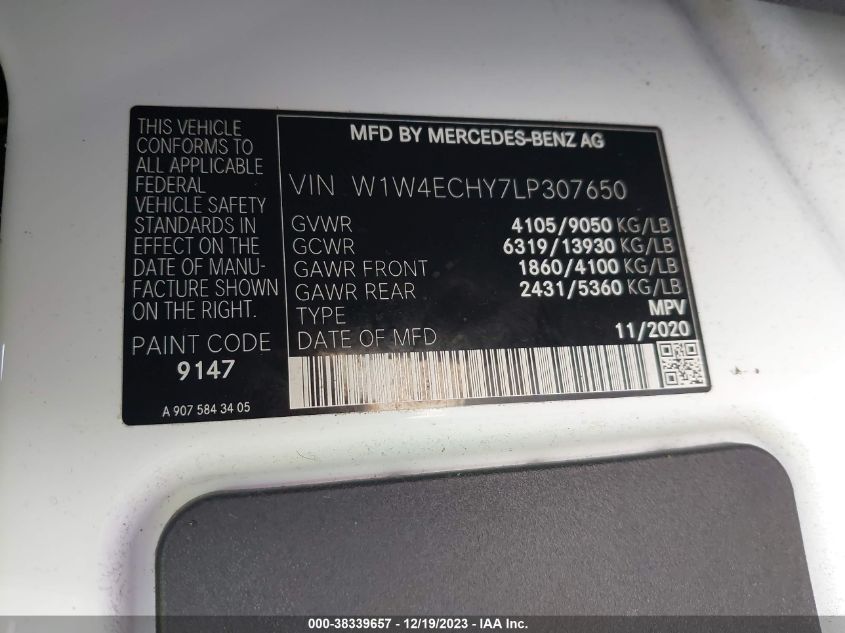 THIS VEHICLE
CONFORMS TO
ALL APPLICABLE
FEDERAL
VEHICLE SAFETY
STANDARDS IN
EFFECT ON THE
DATE OF MANU-
FACTURE SHOWN
ON THE RIGHT.
PAINT CODE
9147
A 907 584 34 05
MFD BY MERCEDES-BENZ AG
VIN W1W4ECHY7LP307650
GVWR 4105/9050 KG/LB
GCWR 6319/13930 KG/LB
GAWR FRONT 1860/4100 KG/LB
GAWR REAR 2431/5360 KG/LB
TYPE MPV
DATE OF MFD 11/2020
000-38339657 - 12/19/2023 - IAA, Inc.